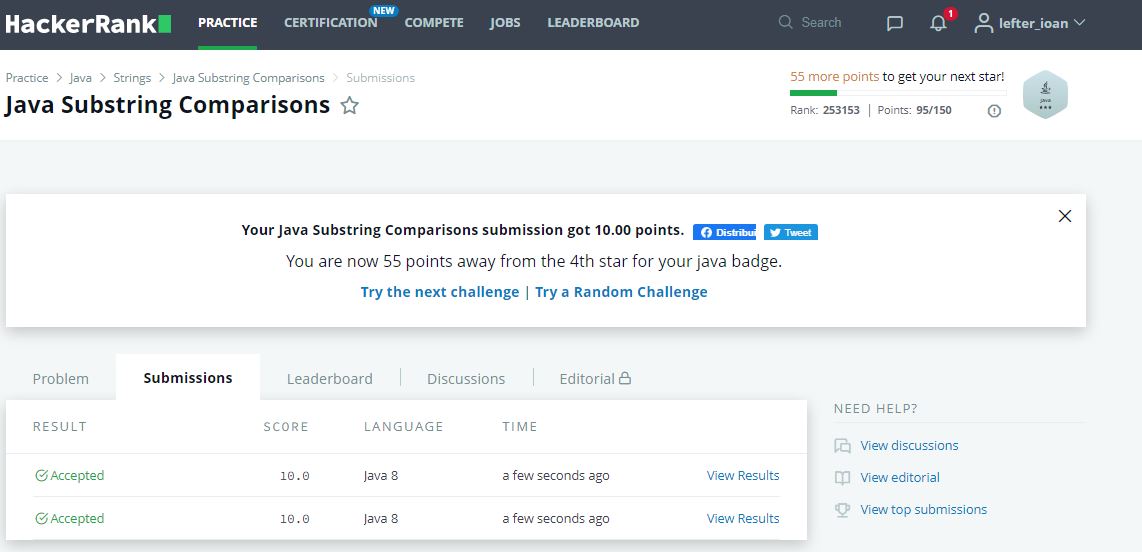 HackerRank PRACTICE CERTIFICATION NEW COMPETE JOBS LEADERBOARD Search 1 lefter_ioan
Practice > Java > Strings > Java Substring Comparisons > Submissions
Java Substring Comparisons
55 more points to get your next star!
Rank: 253153 | Points: 95/150
Java
Your Java Substring Comparisons submission got 10.00 points. Distribui Tweet
You are now 55 points away from the 4th star for your java badge.
Try the next challenge | Try a Random Challenge
Problem Submissions Leaderboard Discussions Editorial
RESULT SCORE LANGUAGE TIME
Accepted 10.0 Java 8 a few seconds ago View Results
Accepted 10.0 Java 8 a few seconds ago View Results
NEED HELP?
View discussions
View editorial
View top submissions